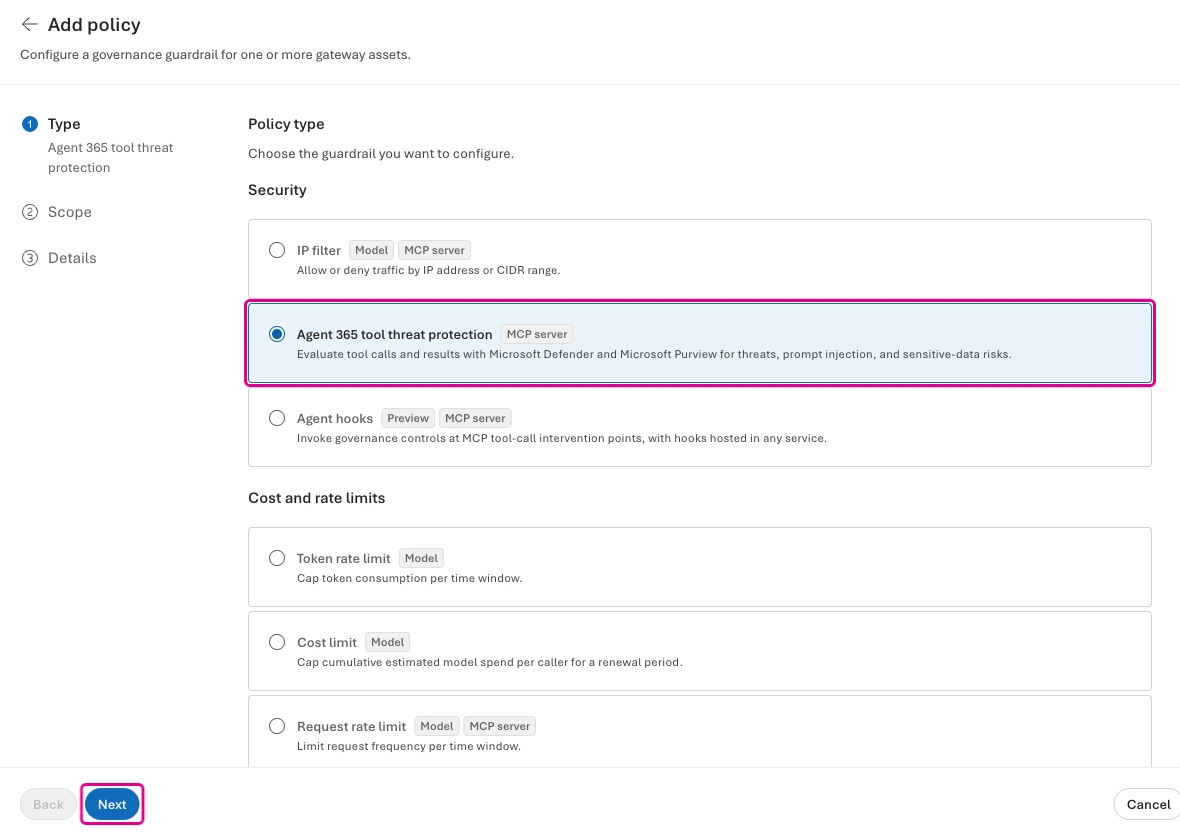 Add policy
Configure a governance guardrail for one or more gateway assets.
1 Type
Agent 365 tool threat
protection
2 Scope
3 Details
Policy type
Choose the guardrail you want to configure.
Security
IP filter Model MCP server
Allow or deny traffic by IP address or CIDR range.
Agent 365 tool threat protection MCP server
Evaluate tool calls and results with Microsoft Defender and Microsoft Purview for threats, prompt injection, and sensitive-data risks.
Agent hooks Preview MCP server
Invoke governance controls at MCP tool-call intervention points, with hooks hosted in any service.
Cost and rate limits
Token rate limit Model
Cap token consumption per time window.
Cost limit Model
Cap cumulative estimated model spend per caller for a renewal period.
Request rate limit Model MCP server
Limit request frequency per time window.
Back Next Cancel